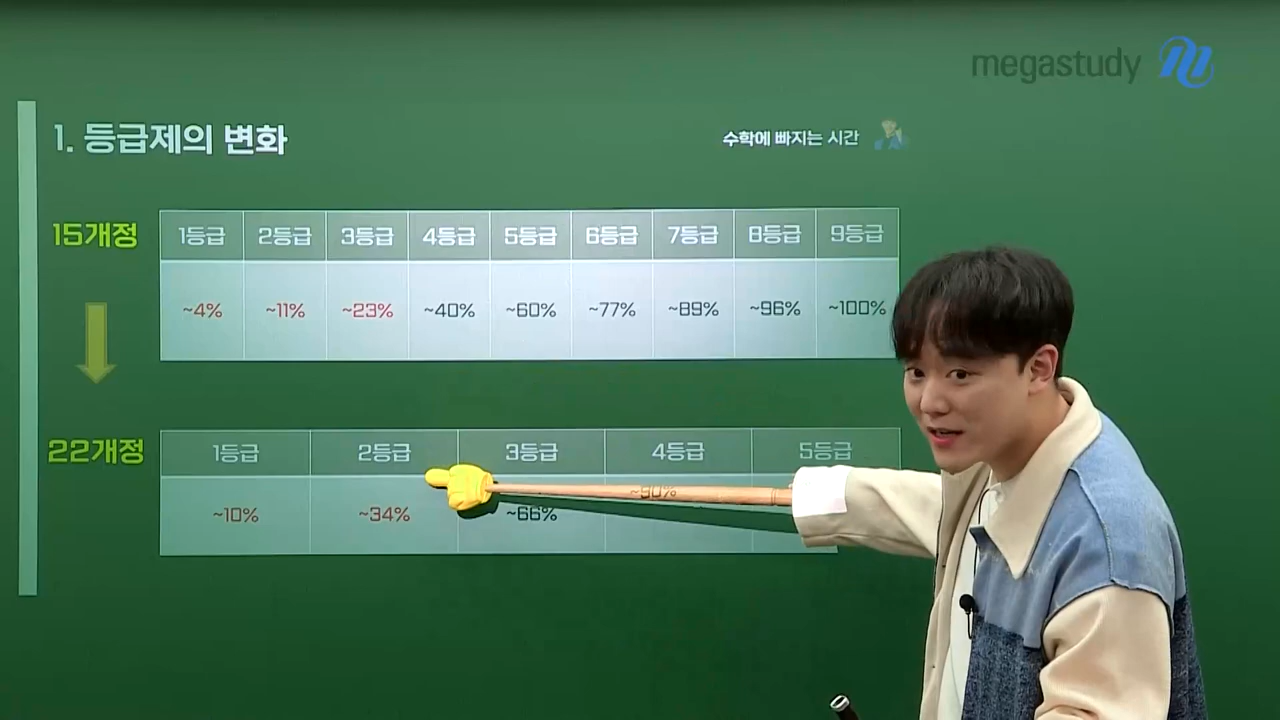 megastudy
1. 등급제의 변화
수학에 빠지는 시간
15개정
1등급 2등급 3등급 4등급 5등급 6등급 7등급 8등급 9등급
~4% ~11% ~23% ~40% ~60% ~77% ~89% ~96% ~100%
22개정
1등급 2등급 3등급 4등급 5등급
~10% ~34% ~66% ~90%